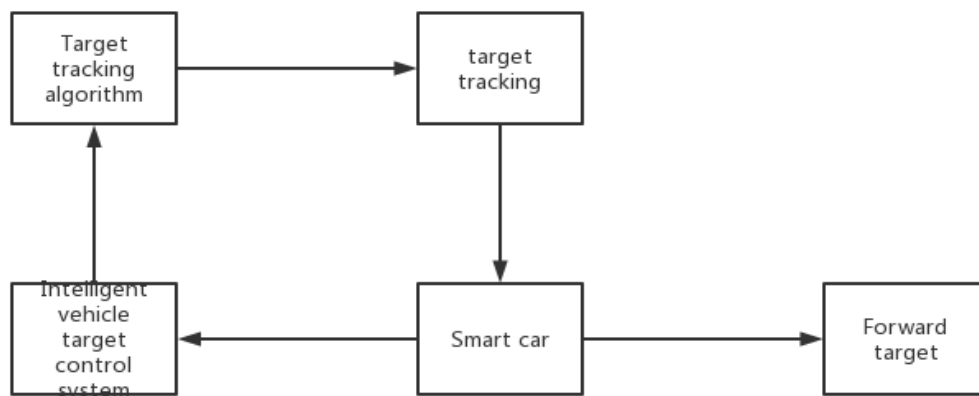 Target
tracking
algorithm
target
tracking
Intelligent
vehicle
target
control
system
Smart car
Forward
target